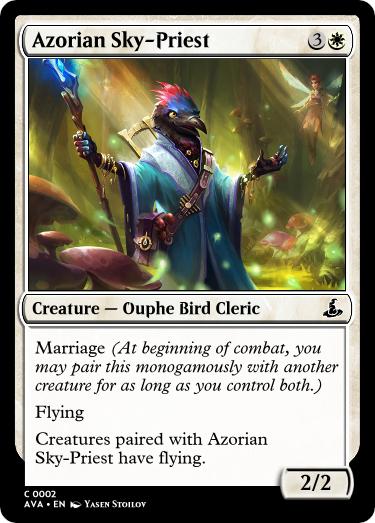 Azorian Sky-Priest 3
Creature — Ouphe Bird Cleric
Marriage (At beginning of combat, you
may pair this monogamously with another
creature for as long as you control both.)
Flying
Creatures paired with Azorian
Sky-Priest have flying.
2/2
C 0002
AVA • EN Yasen Stoilov